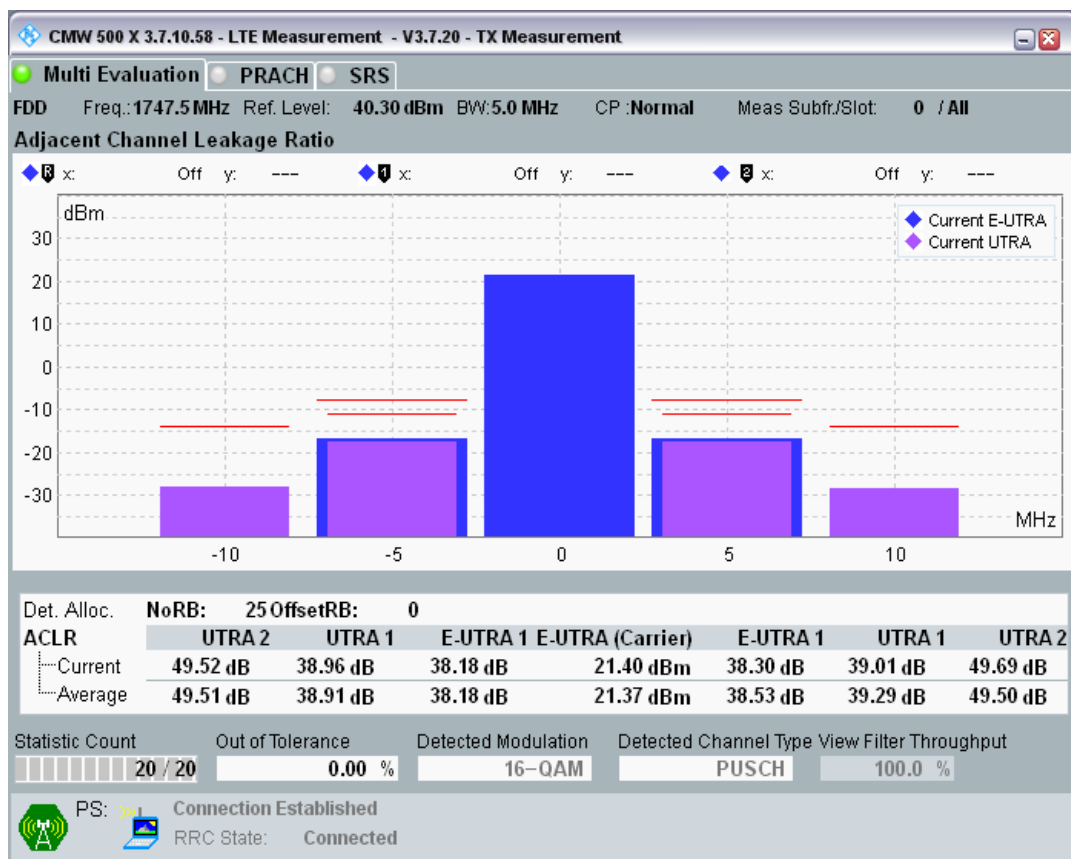 CMW 500 X 3.7.10.58 - LTE Measurement - V3.7.20 - TX Measurement
Multi Evaluation PRACH SRS
FDD Freq.: 1747.5 MHz Ref. Level: 40.30 dBm BW: 5.0 MHz CP : Normal Meas Subfr./Slot: 0 / All
Adjacent Channel Leakage Ratio
R x: Off y: --- 1 x: Off y: --- 2 x: Off y: ---
dBm
Current E-UTRA
Current UTRA
30
20
10
0
-10
-20
-30
MHz
-10 -5 0 5 10
Det. Alloc. NoRB: 25 OffsetRB: 0
ACLR UTRA 2 UTRA 1 E-UTRA 1 E-UTRA (Carrier) E-UTRA 1 UTRA 1 UTRA 2
Current 49.52 dB 38.96 dB 38.18 dB 21.40 dBm 38.30 dB 39.01 dB 49.69 dB
Average 49.51 dB 38.91 dB 38.18 dB 21.37 dBm 38.53 dB 39.29 dB 49.50 dB
Statistic Count Out of Tolerance Detected Modulation Detected Channel Type View Filter Throughput
20 / 20 0.00 % 16-QAM PUSCH 100.0 %
PS: Connection Established
RRC State: Connected